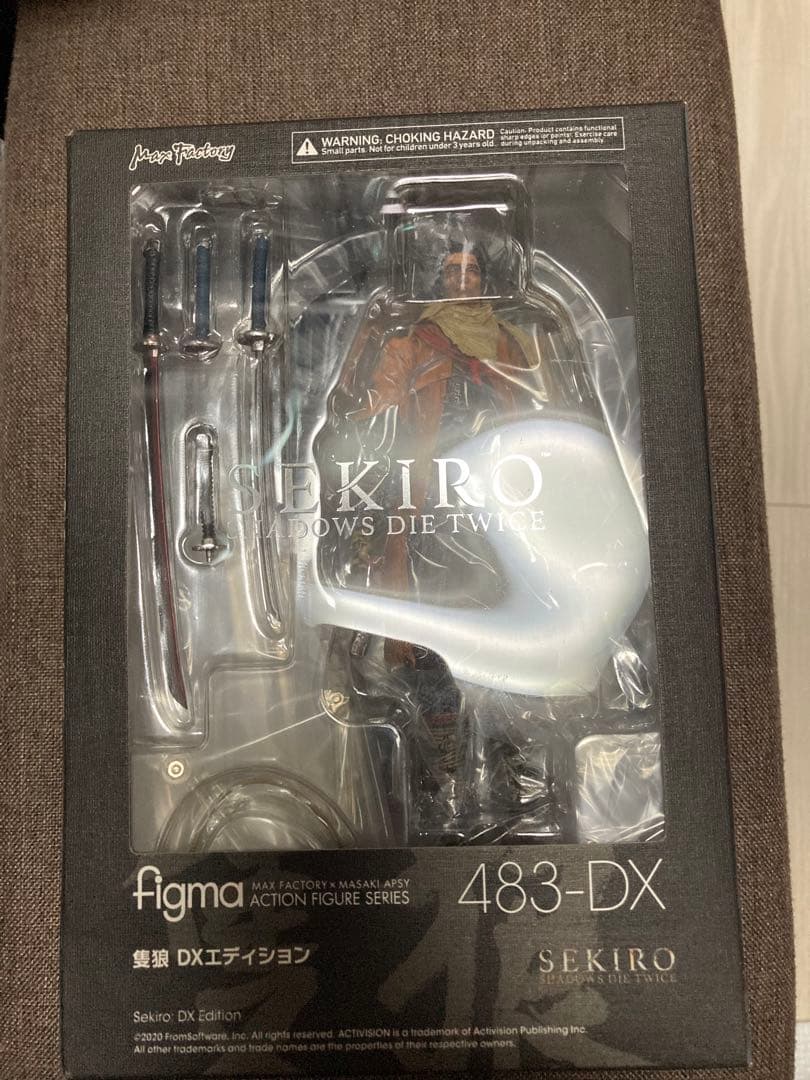 Max Factory
WARNING: CHOKING HAZARD
Small parts. Not for children under 3 years old.
Caution: Product contains functional
sharp edges (or points). Exercise care
during unpacking and assembly.
SEKIRO™
SHADOWS DIE TWICE
figma
MAX FACTORY × MASAKI APSY
ACTION FIGURE SERIES
483-DX
隻狼 DXエディション
SEKIRO
SHADOWS DIE TWICE
Sekiro: DX Edition
©2020 FromSoftware, Inc. All rights reserved. ACTIVISION is a trademark of Activision Publishing Inc.
All other trademarks and trade names are the properties of their respective owners.